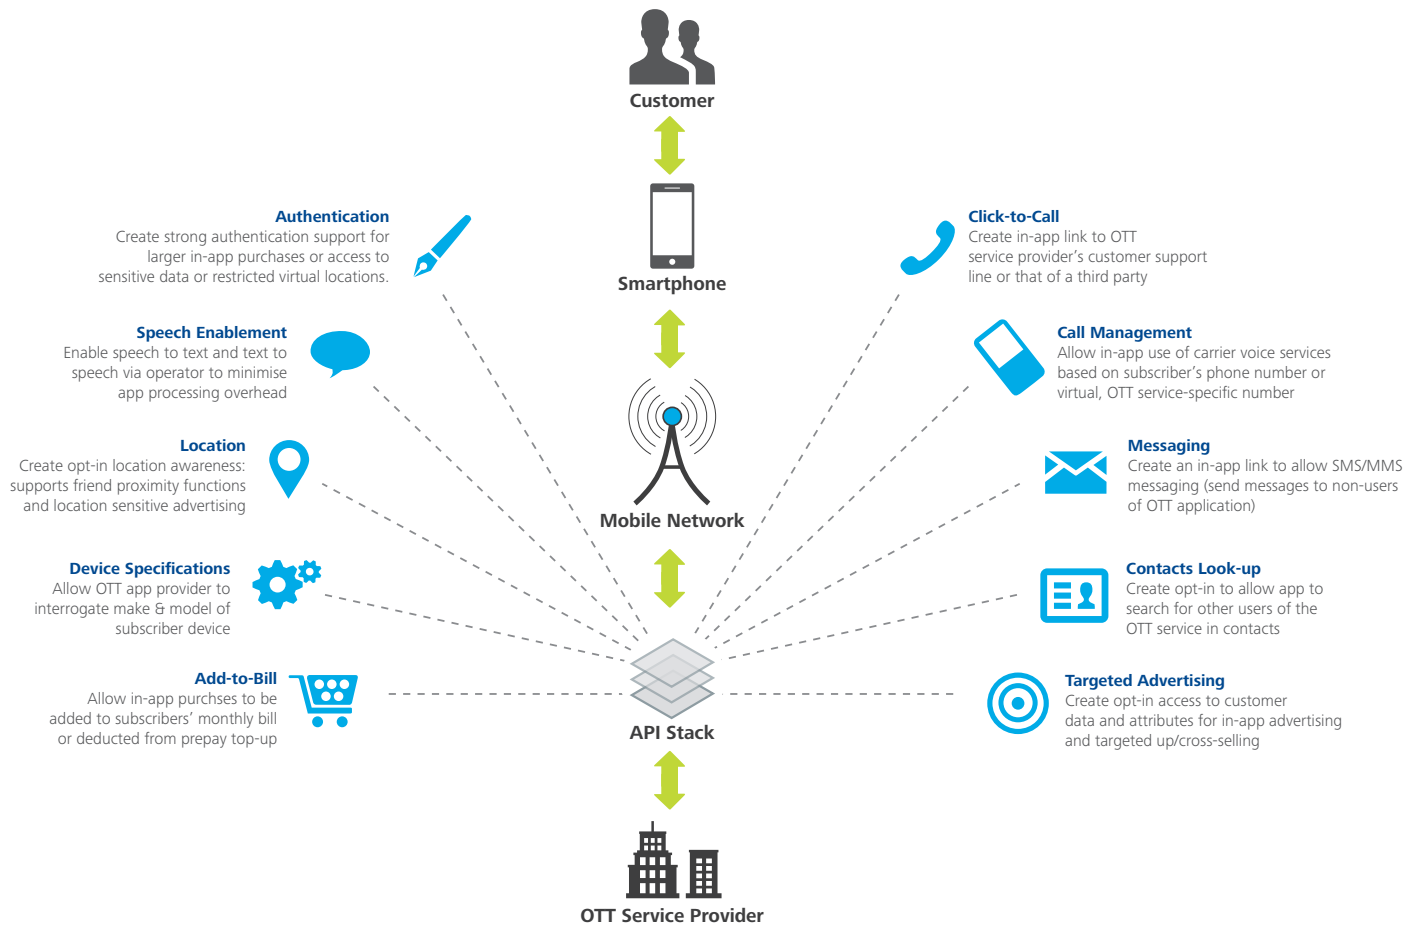 Customer
Smartphone
Mobile Network
API Stack
OTT Service Provider
Authentication
Create strong authentication support for
larger in-app purchases or access to
sensitive data or restricted virtual locations.
Speech Enablement
Enable speech to text and text to
speech via operator to minimise
app processing overhead
Location
Create opt-in location awareness:
supports friend proximity functions
and location sensitive advertising
Device Specifications
Allow OTT app provider to
interrogate make & model of
subscriber device
Add-to-Bill
Allow in-app purchses to be
added to subscribers’ monthly bill
or deducted from prepay top-up
Click-to-Call
Create in-app link to OTT
service provider’s customer support
line or that of a third party
Call Management
Allow in-app use of carrier voice services
based on subscriber’s phone number or
virtual, OTT service-specific number
Messaging
Create an in-app link to allow SMS/MMS
messaging (send messages to non-users
of OTT application)
Contacts Look-up
Create opt-in to allow app to
search for other users of the
OTT service in contacts
Targeted Advertising
Create opt-in access to customer
data and attributes for in-app advertising
and targeted up/cross-selling